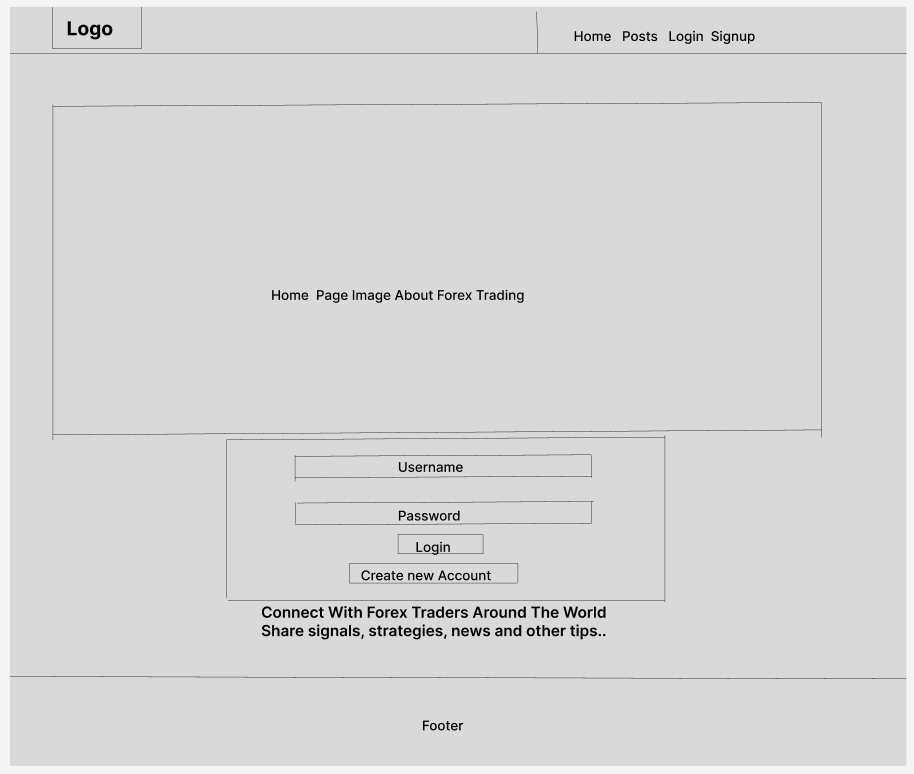 Logo
Home Posts Login Signup
Home Page Image About Forex Trading
Username
Password
Login
Create new Account
Connect With Forex Traders Around The World
Share signals, strategies, news and other tips..
Footer